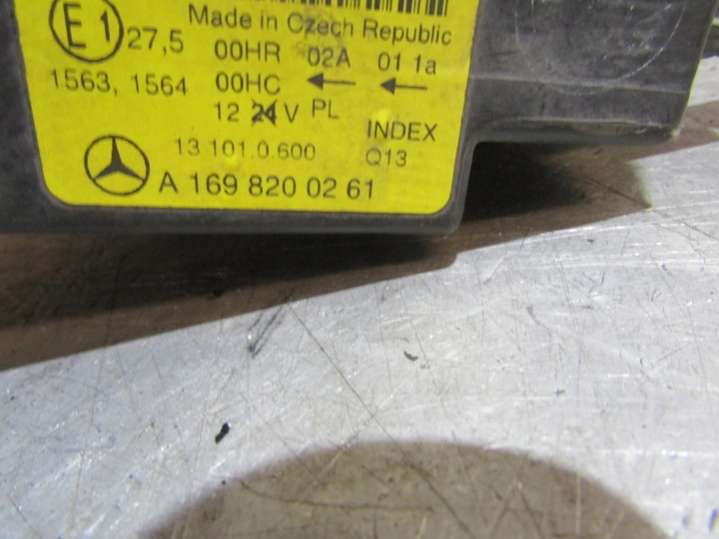 Made in Czech Republic
E1 27,5 00HR 02A 01 1a
1563, 1564 00HC ← ←
12 24 V PL
INDEX
13 101.0.600 Q13
A 169 820 02 61